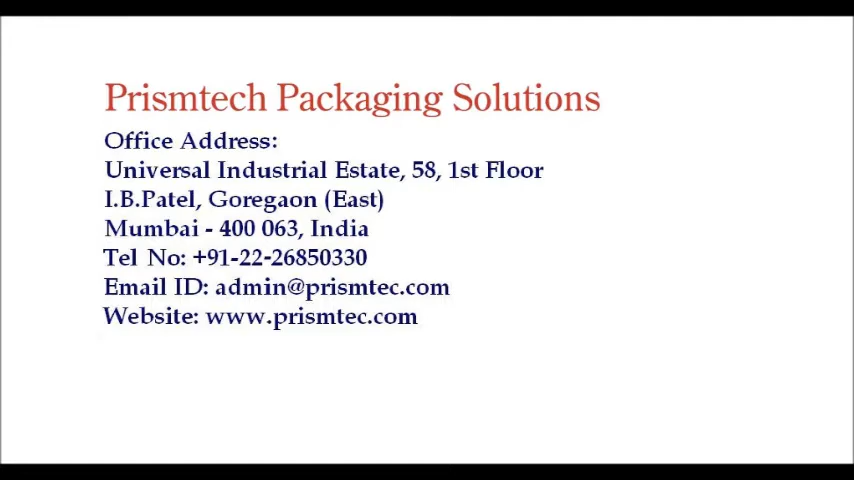 Prismtech Packaging Solutions
Office Address:
Universal Industrial Estate, 58, 1st Floor
I.B.Patel, Goregaon (East)
Mumbai - 400 063, India
Tel No: +91-22-26850330
Email ID: admin@prismtec.com
Website: www.prismtec.com